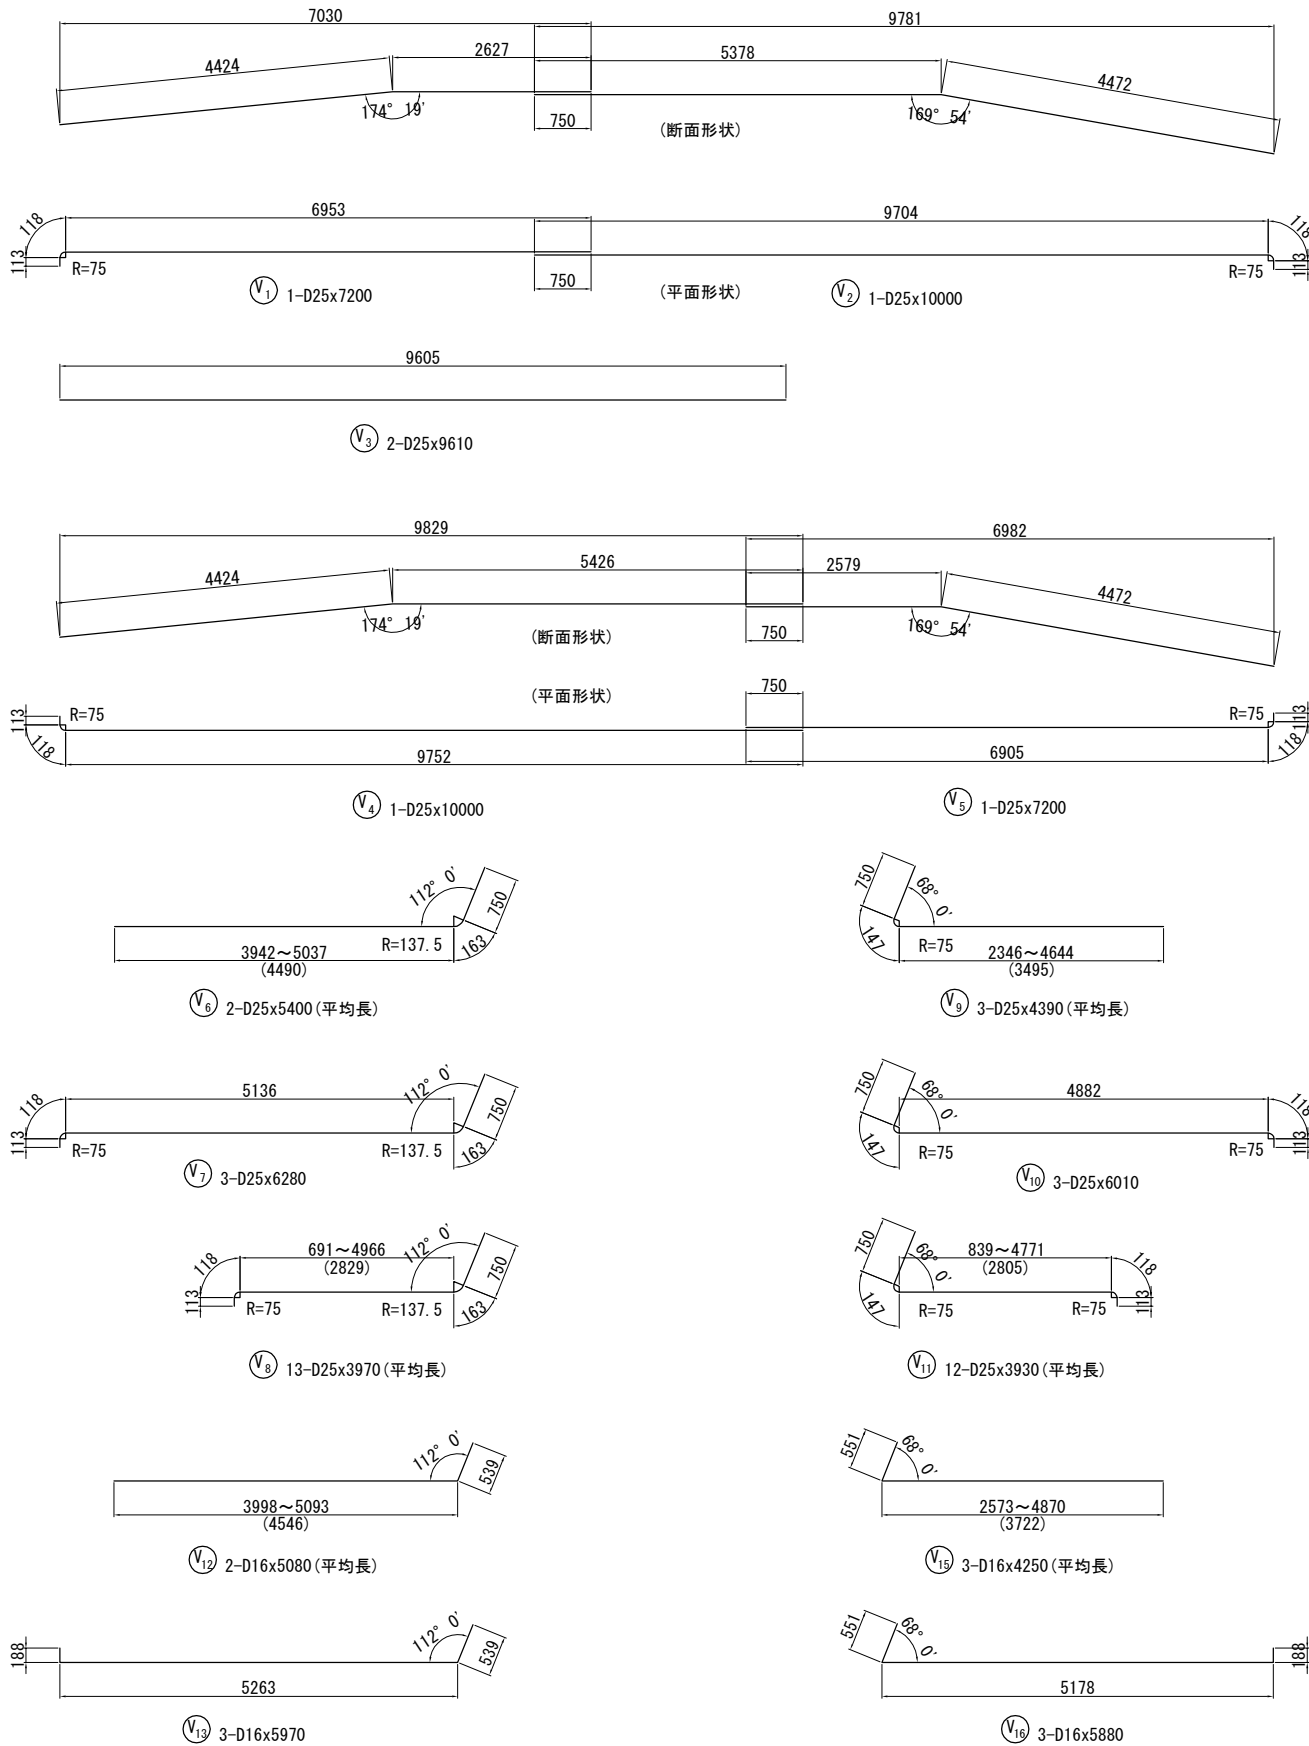 7030
9781
2627
5378
4424
4472
174° 19'
169° 54'
750
(断面形状)
118
6953
9704
118
113
R=75
750
R=75
113
V1 1-D25x7200
(平面形状)
V2 1-D25x10000
9605
V3 2-D25x9610
9829
6982
5426
2579
4424
4472
174° 19'
169° 54'
(断面形状)
750
(平面形状)
750
113
R=75
R=75
113
118
9752
6905
118
V4 1-D25x10000
V5 1-D25x7200
112° 0'
750
3942～5037
(4490)
R=137.5
163
V6 2-D25x5400(平均長)
750
68° 0'
147
R=75
2346～4644
(3495)
V9 3-D25x4390(平均長)
118
5136
112° 0'
750
113
R=75
R=137.5
163
V7 3-D25x6280
750
68° 0'
4882
118
147
R=75
R=75
113
V10 3-D25x6010
118
691～4966
(2829)
112° 0'
750
113
R=75
R=137.5
163
V8 13-D25x3970(平均長)
750
68° 0'
839～4771
(2805)
118
147
R=75
R=75
113
V11 12-D25x3930(平均長)
112° 0'
539
3998～5093
(4546)
V12 2-D16x5080(平均長)
551
68° 0'
2573～4870
(3722)
V15 3-D16x4250(平均長)
188
112° 0'
539
5263
V13 3-D16x5970
551
68° 0'
188
5178
V16 3-D16x5880